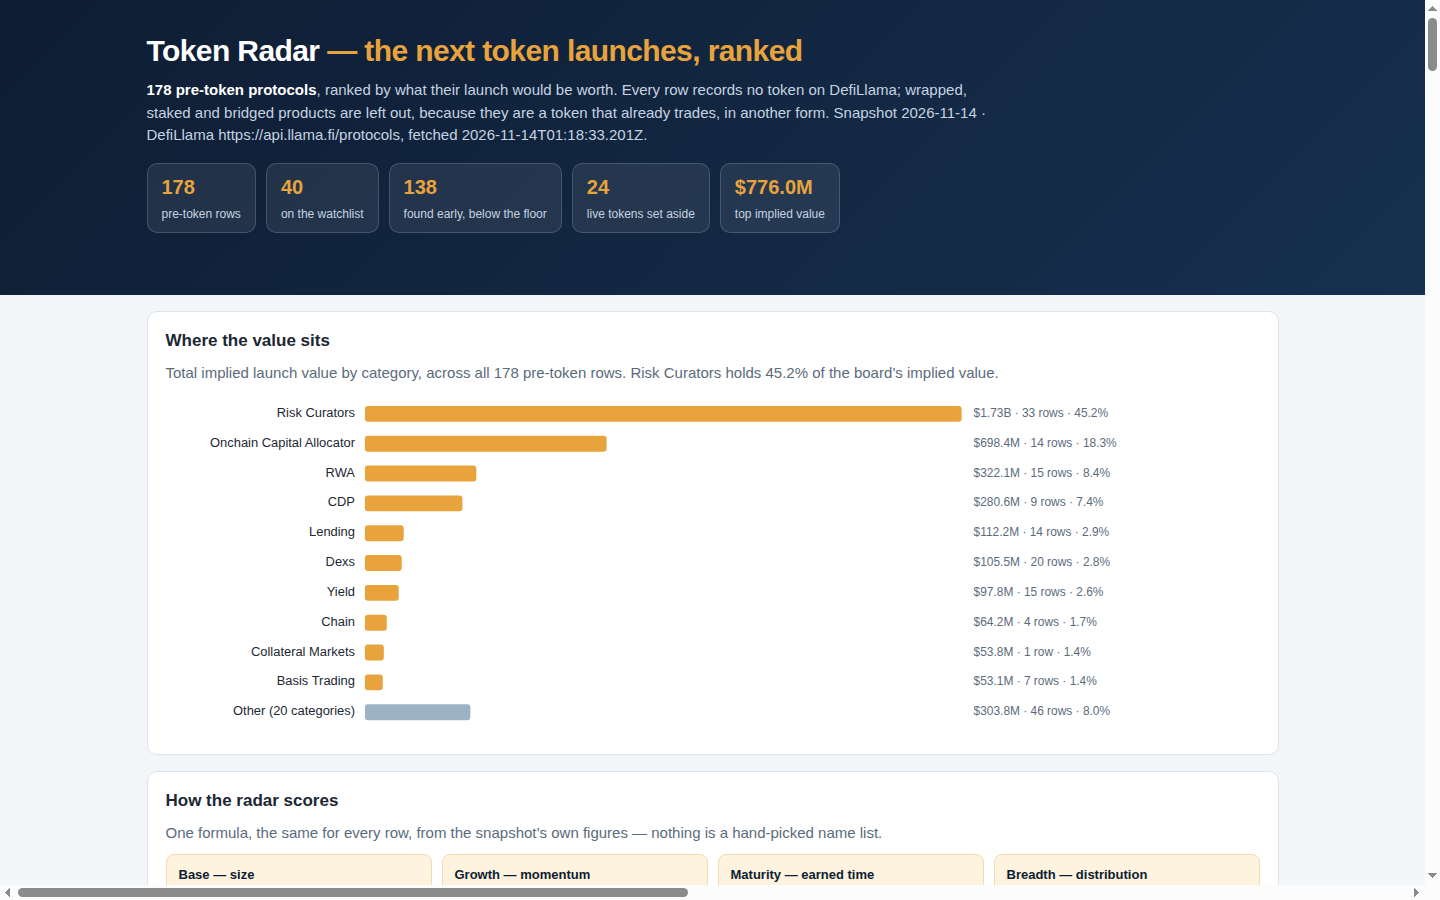 Token Radar — the next token launches, ranked
178 pre-token protocols, ranked by what their launch would be worth. Every row records no token on DefiLlama; wrapped,
staked and bridged products are left out, because they are a token that already trades, in another form. Snapshot 2026-11-14 ·
DefiLlama https://api.llama.fi/protocols, fetched 2026-11-14T01:18:33.201Z.
178
pre-token rows
40
on the watchlist
138
found early, below the floor
24
live tokens set aside
$776.0M
top implied value
Where the value sits
Total implied launch value by category, across all 178 pre-token rows. Risk Curators holds 45.2% of the board’s implied value.
Risk Curators $1.73B · 33 rows · 45.2%
Onchain Capital Allocator $698.4M · 14 rows · 18.3%
RWA $322.1M · 15 rows · 8.4%
CDP $280.6M · 9 rows · 7.4%
Lending $112.2M · 14 rows · 2.9%
Dexs $105.5M · 20 rows · 2.8%
Yield $97.8M · 15 rows · 2.6%
Chain $64.2M · 4 rows · 1.7%
Collateral Markets $53.8M · 1 row · 1.4%
Basis Trading $53.1M · 7 rows · 1.4%
Other (20 categories) $303.8M · 46 rows · 8.0%
How the radar scores
One formula, the same for every row, from the snapshot’s own figures — nothing is a hand-picked name list.
Base — size
Growth — momentum
Maturity — earned time
Breadth — distribution